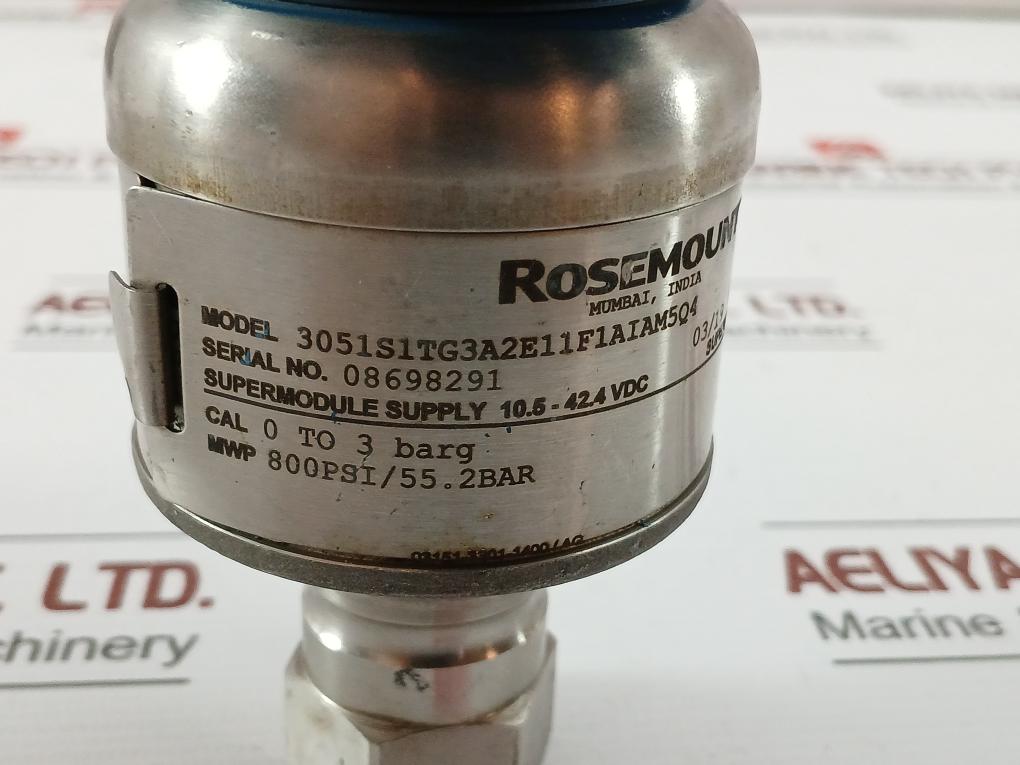 ROSEMOUNT
MUMBAI, INDIA
MODEL 3051S1TG3A2E11F1AIAM5Q4
SERIAL NO. 08698291
SUPERMODULE SUPPLY 10.5 - 42.4 VDC
CAL 0 TO 3 barg
MWP 800PSI/55.2BAR
LTD.
AELIYA
Marine